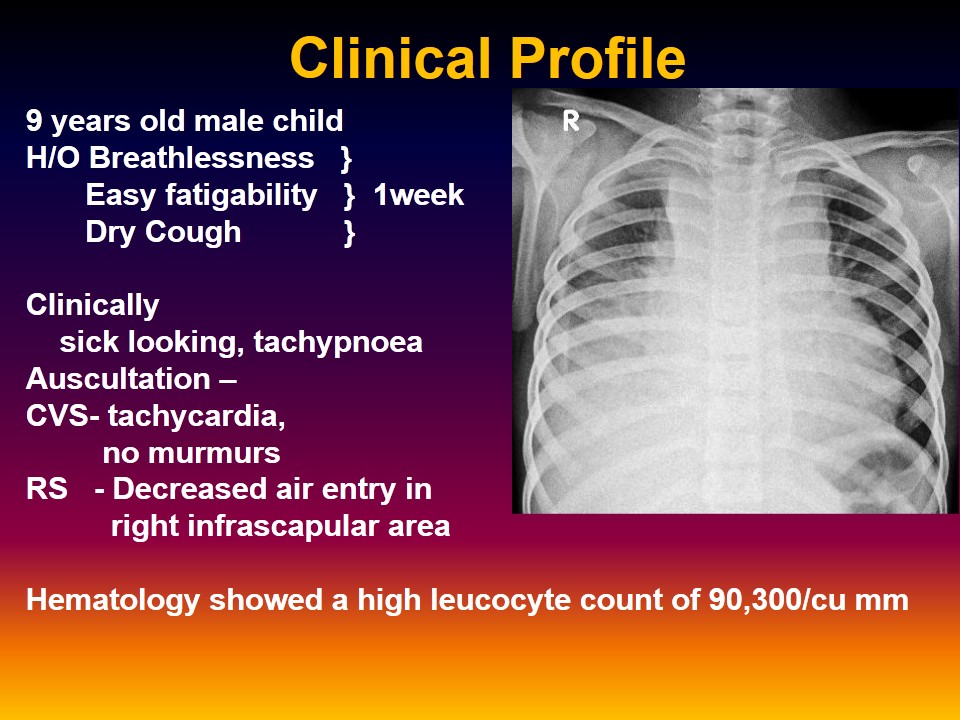 Clinical Profile
9 years old male child
H/O Breathlessness }
Easy fatigability } 1week
Dry Cough }
R
Clinically
sick looking, tachypnoea
Auscultation –
CVS- tachycardia,
no murmurs
RS - Decreased air entry in
right infrascapular area
Hematology showed a high leucocyte count of 90,300/cu mm